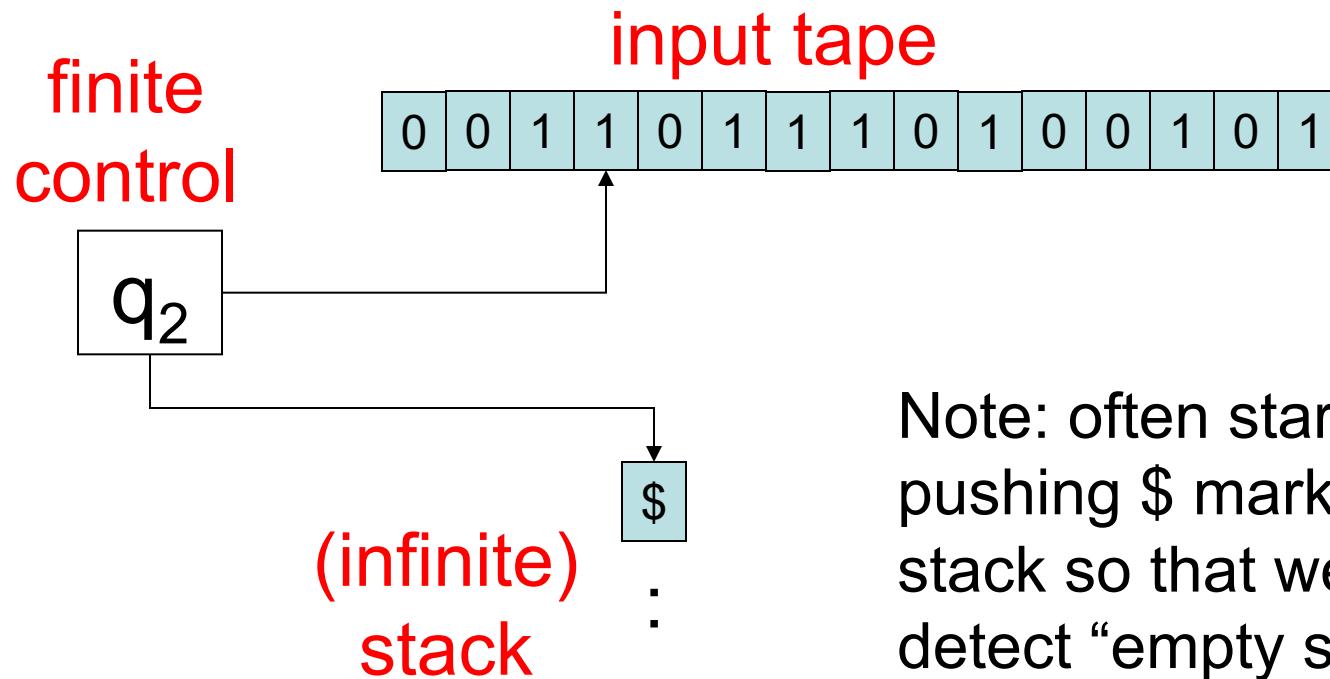 input tape
finite
control
0 0 1 1 0 1 1 1 0 1 0 0 1 0 1
q₂
$
(infinite)
stack
:
Note: often star
pushing $ mark
stack so that we
detect “empty s